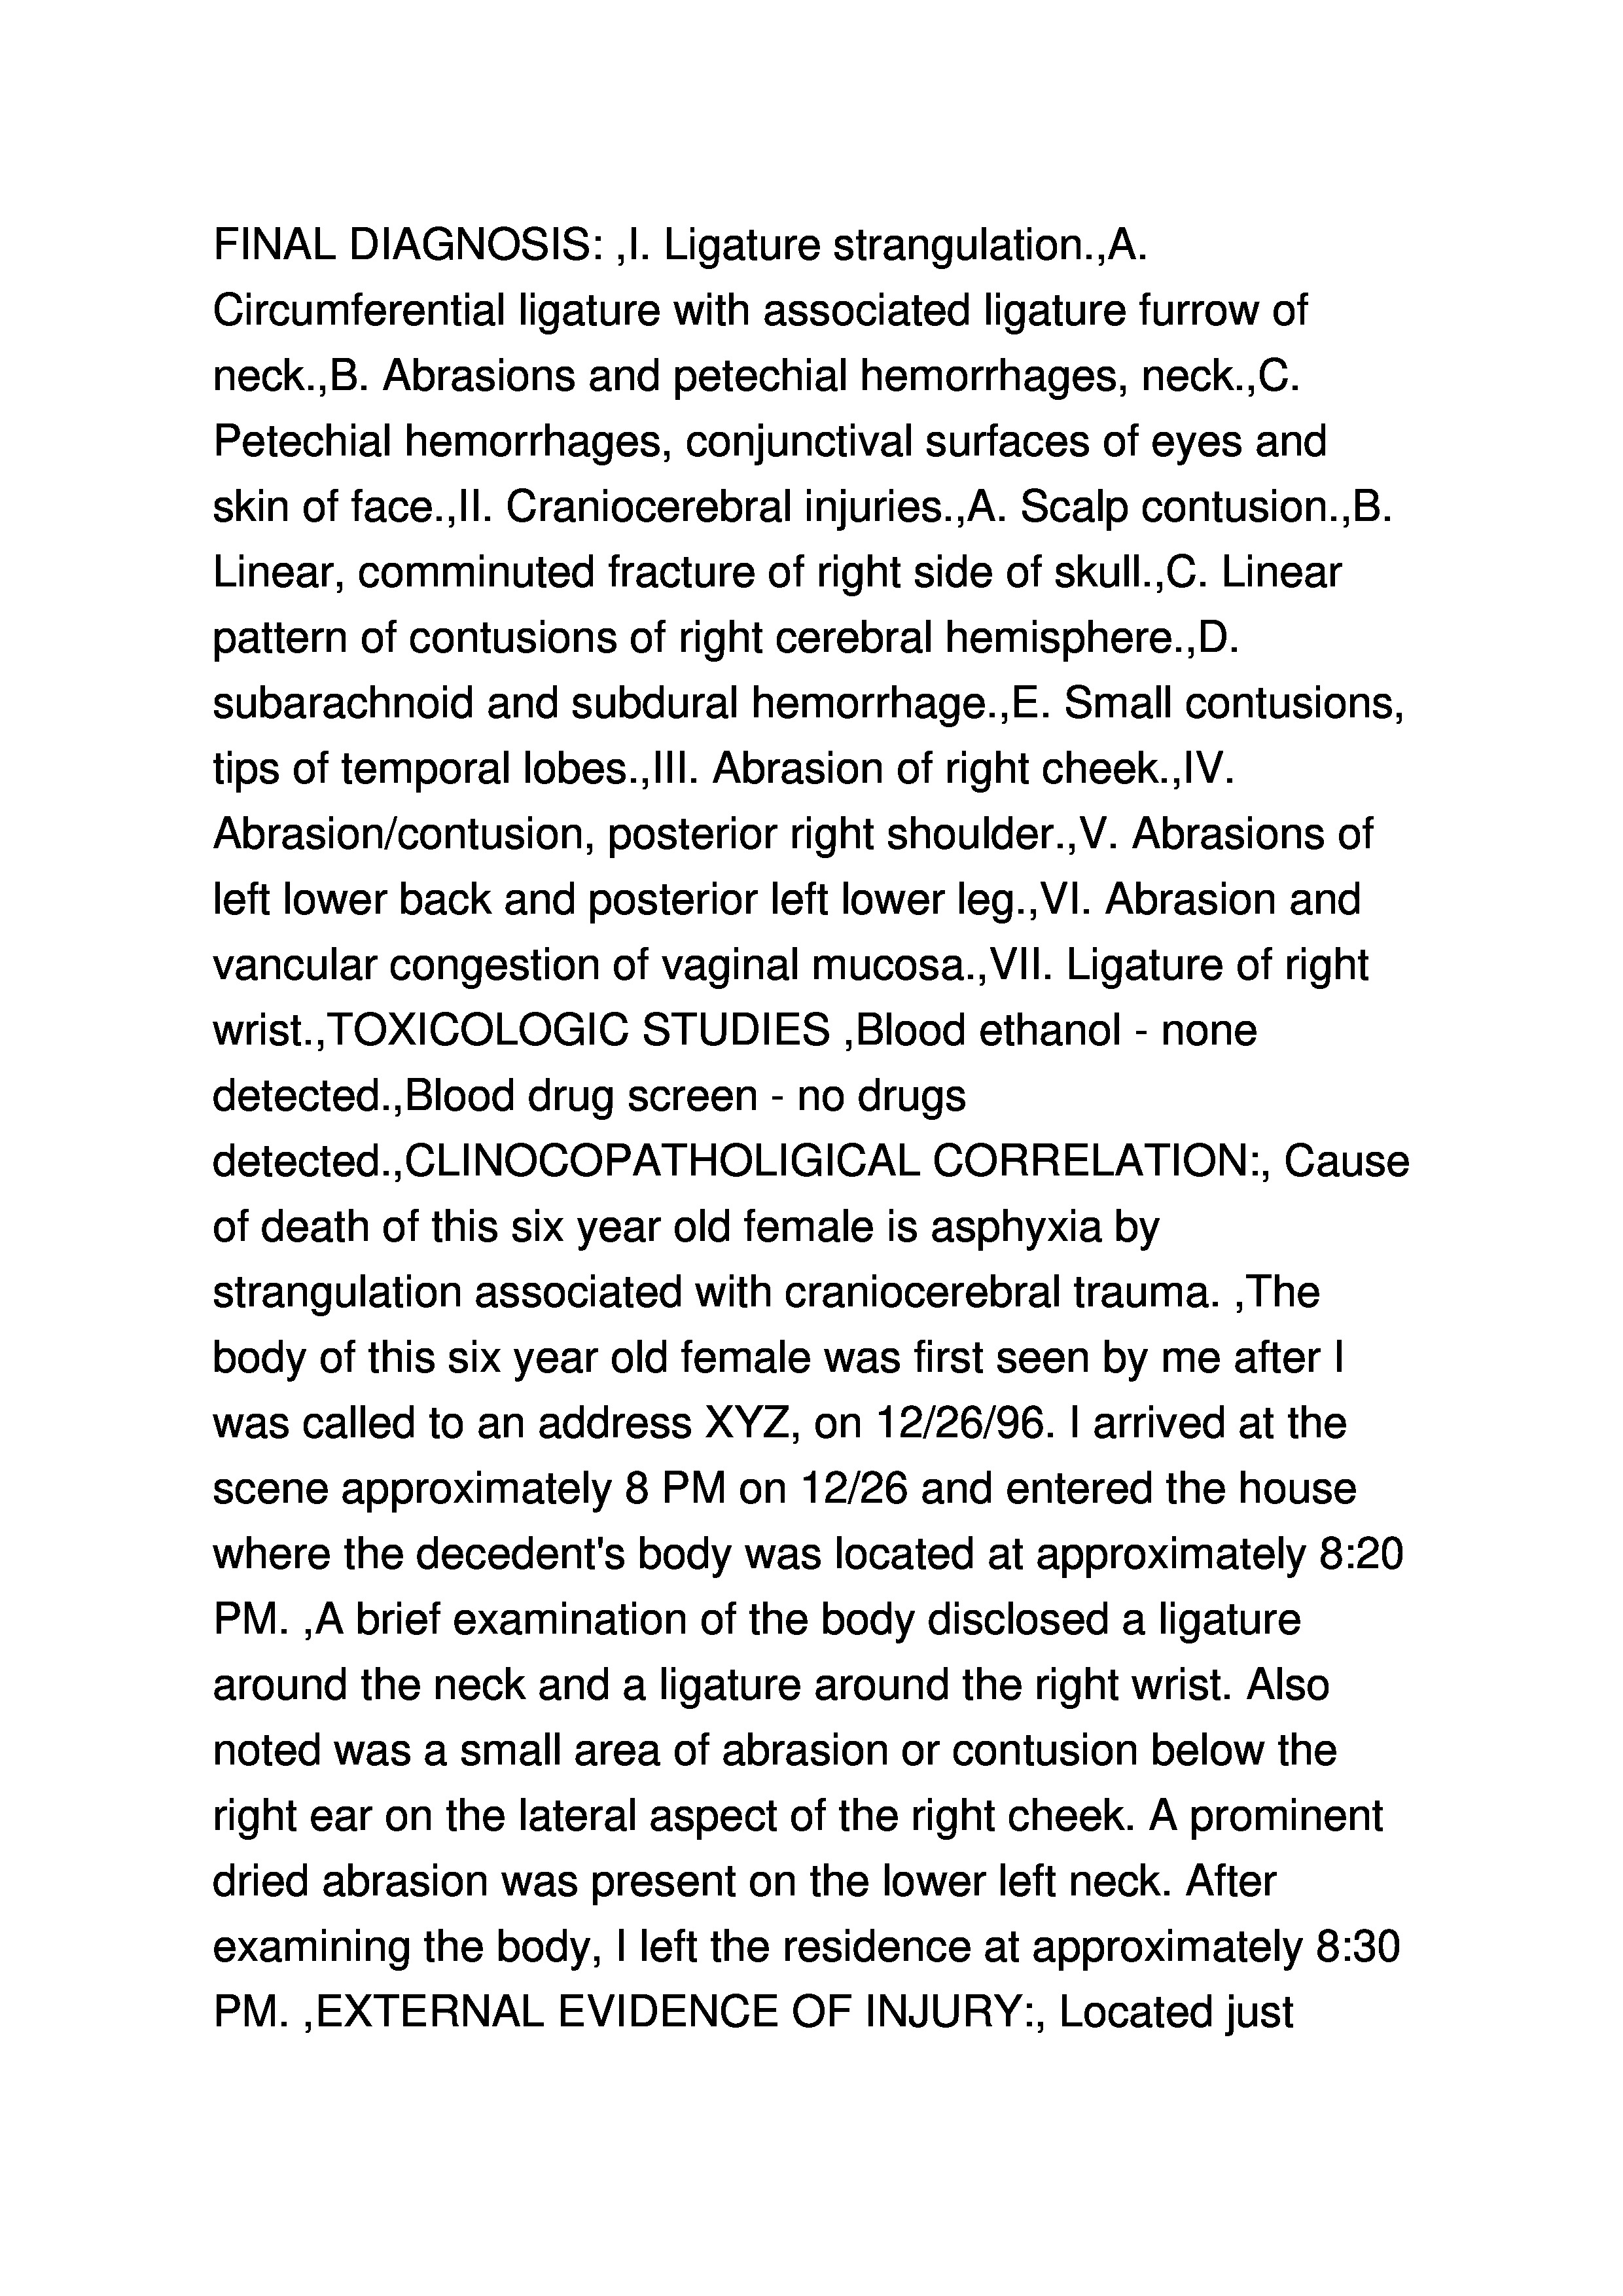 FINAL DIAGNOSIS: ,I. Ligature strangulation.,A.
Circumferential ligature with associated ligature furrow of
neck.,B. Abrasions and petechial hemorrhages, neck.,C.
Petechial hemorrhages, conjunctival surfaces of eyes and
skin of face.,II. Craniocerebral injuries.,A. Scalp contusion.,B.
Linear, comminuted fracture of right side of skull.,C. Linear
pattern of contusions of right cerebral hemisphere.,D.
subarachnoid and subdural hemorrhage.,E. Small contusions,
tips of temporal lobes.,III. Abrasion of right cheek.,IV.
Abrasion/contusion, posterior right shoulder.,V. Abrasions of
left lower back and posterior left lower leg.,VI. Abrasion and
vancular congestion of vaginal mucosa.,VII. Ligature of right
wrist.,TOXICOLOGIC STUDIES ,Blood ethanol - none
detected.,Blood drug screen - no drugs
detected.,CLINOCOPATHOLIGICAL CORRELATION:, Cause
of death of this six year old female is asphyxia by
strangulation associated with craniocerebral trauma. ,The
body of this six year old female was first seen by me after I
was called to an address XYZ, on 12/26/96. I arrived at the
scene approximately 8 PM on 12/26 and entered the house
where the decedent's body was located at approximately 8:20
PM. ,A brief examination of the body disclosed a ligature
around the neck and a ligature around the right wrist. Also
noted was a small area of abrasion or contusion below the
right ear on the lateral aspect of the right cheek. A prominent
dried abrasion was present on the lower left neck. After
examining the body, I left the residence at approximately 8:30
PM. ,EXTERNAL EVIDENCE OF INJURY:, Located just